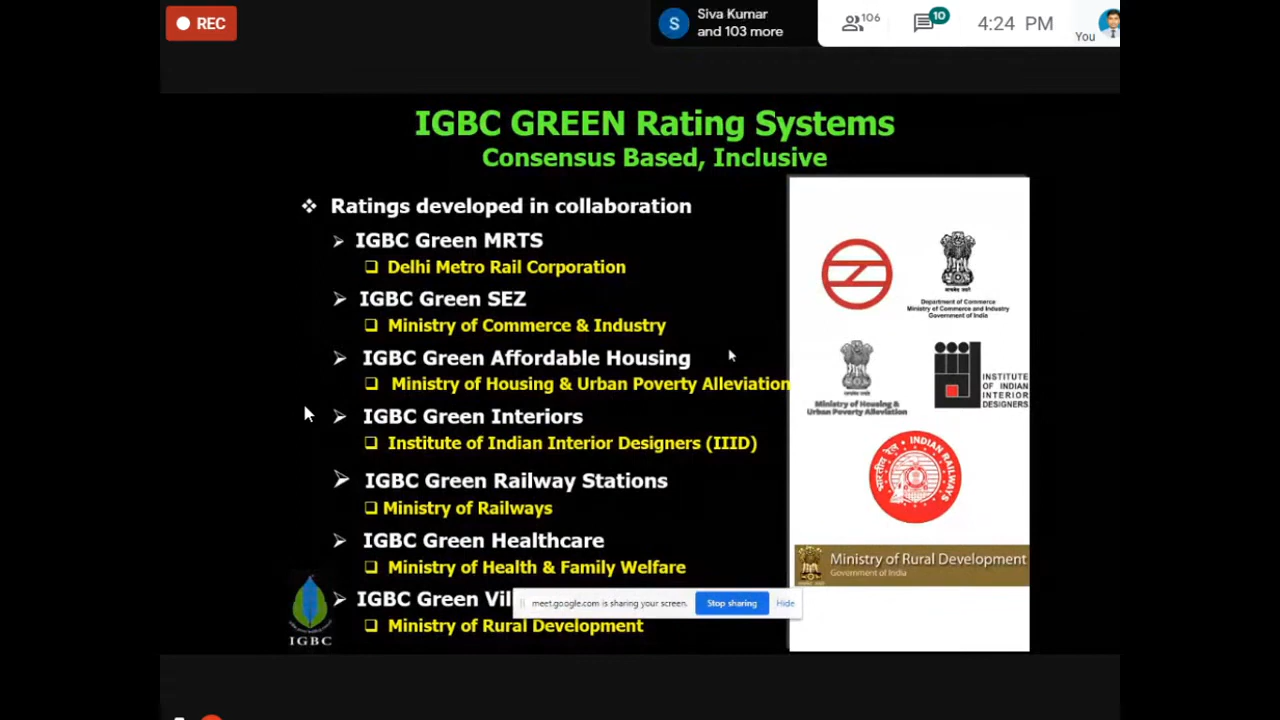 REC
S
Siva Kumar
and 103 more
106
10
4:24 PM
You
IGBC GREEN Rating Systems
Consensus Based, Inclusive
Ratings developed in collaboration
IGBC Green MRTS
Delhi Metro Rail Corporation
IGBC Green SEZ
Ministry of Commerce & Industry
IGBC Green Affordable Housing
Ministry of Housing & Urban Poverty Alleviation
IGBC Green Interiors
Institute of Indian Interior Designers (IIID)
IGBC Green Railway Stations
Ministry of Railways
IGBC Green Healthcare
Ministry of Health & Family Welfare
IGBC Green Vil
Ministry of Rural Development
IGBC
meet.google.com is sharing your screen.
Stop sharing
Hide
Department of Commerce
Ministry of Commerce and Industry
Government of India
Ministry of Housing &
Urban Poverty Alleviation
INSTITUTE
OF INDIAN
INTERIOR
DESIGNERS
भारतीय रेल • INDIAN RAILWAYS
Ministry of Rural Development
Government of India